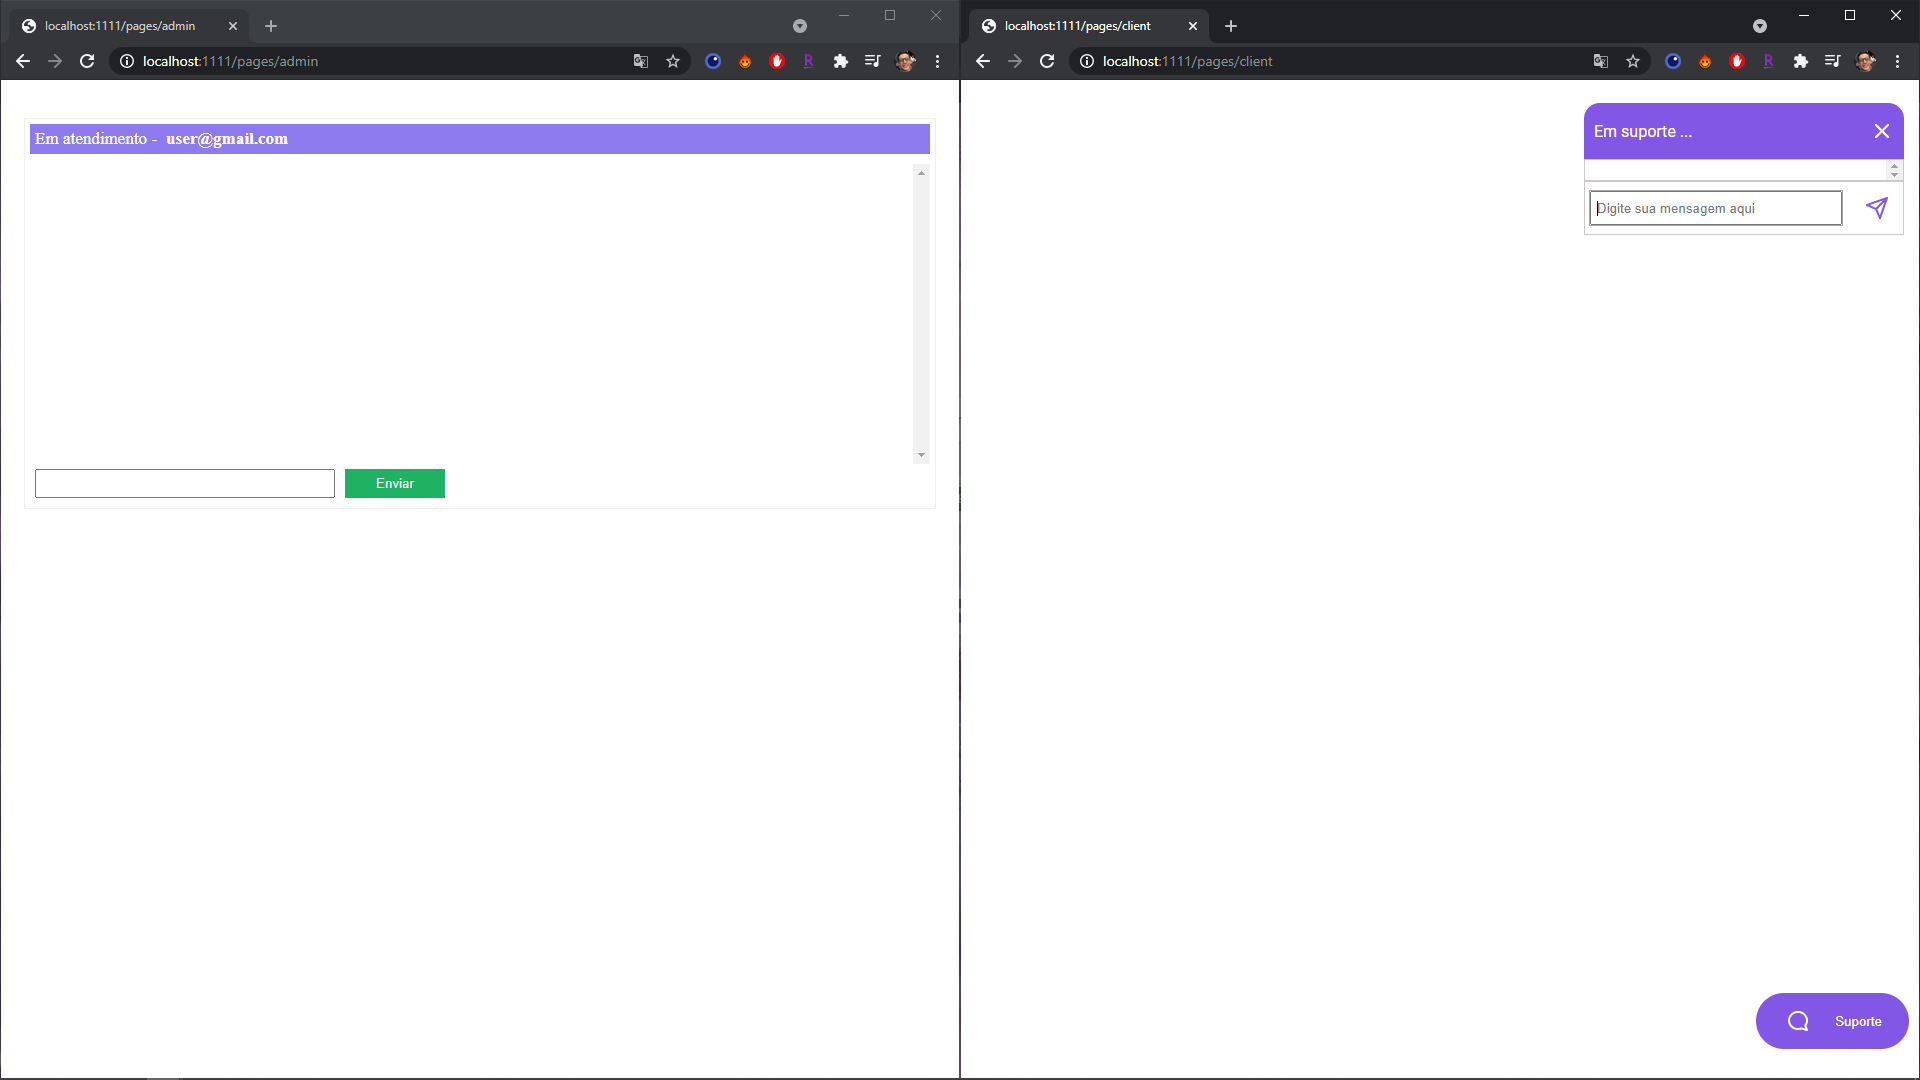 localhost:1111/pages/admin
localhost:1111/pages/admin
Em atendimento - user@gmail.com
Enviar
localhost:1111/pages/client
localhost:1111/pages/client
R
R
Em suporte ...
Digite sua mensagem aqui
Suporte